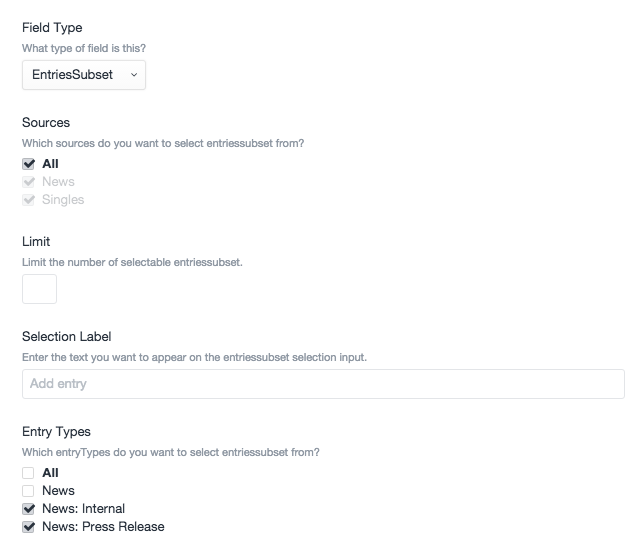 Field Type
What type of field is this?
EntriesSubset
Sources
Which sources do you want to select entriessubset from?
All
News
Singles
Limit
Limit the number of selectable entriessubset.
Selection Label
Enter the text you want to appear on the entriessubset selection input.
Add entry
Entry Types
Which entryTypes do you want to select entriessubset from?
All
News
News: Internal
News: Press Release